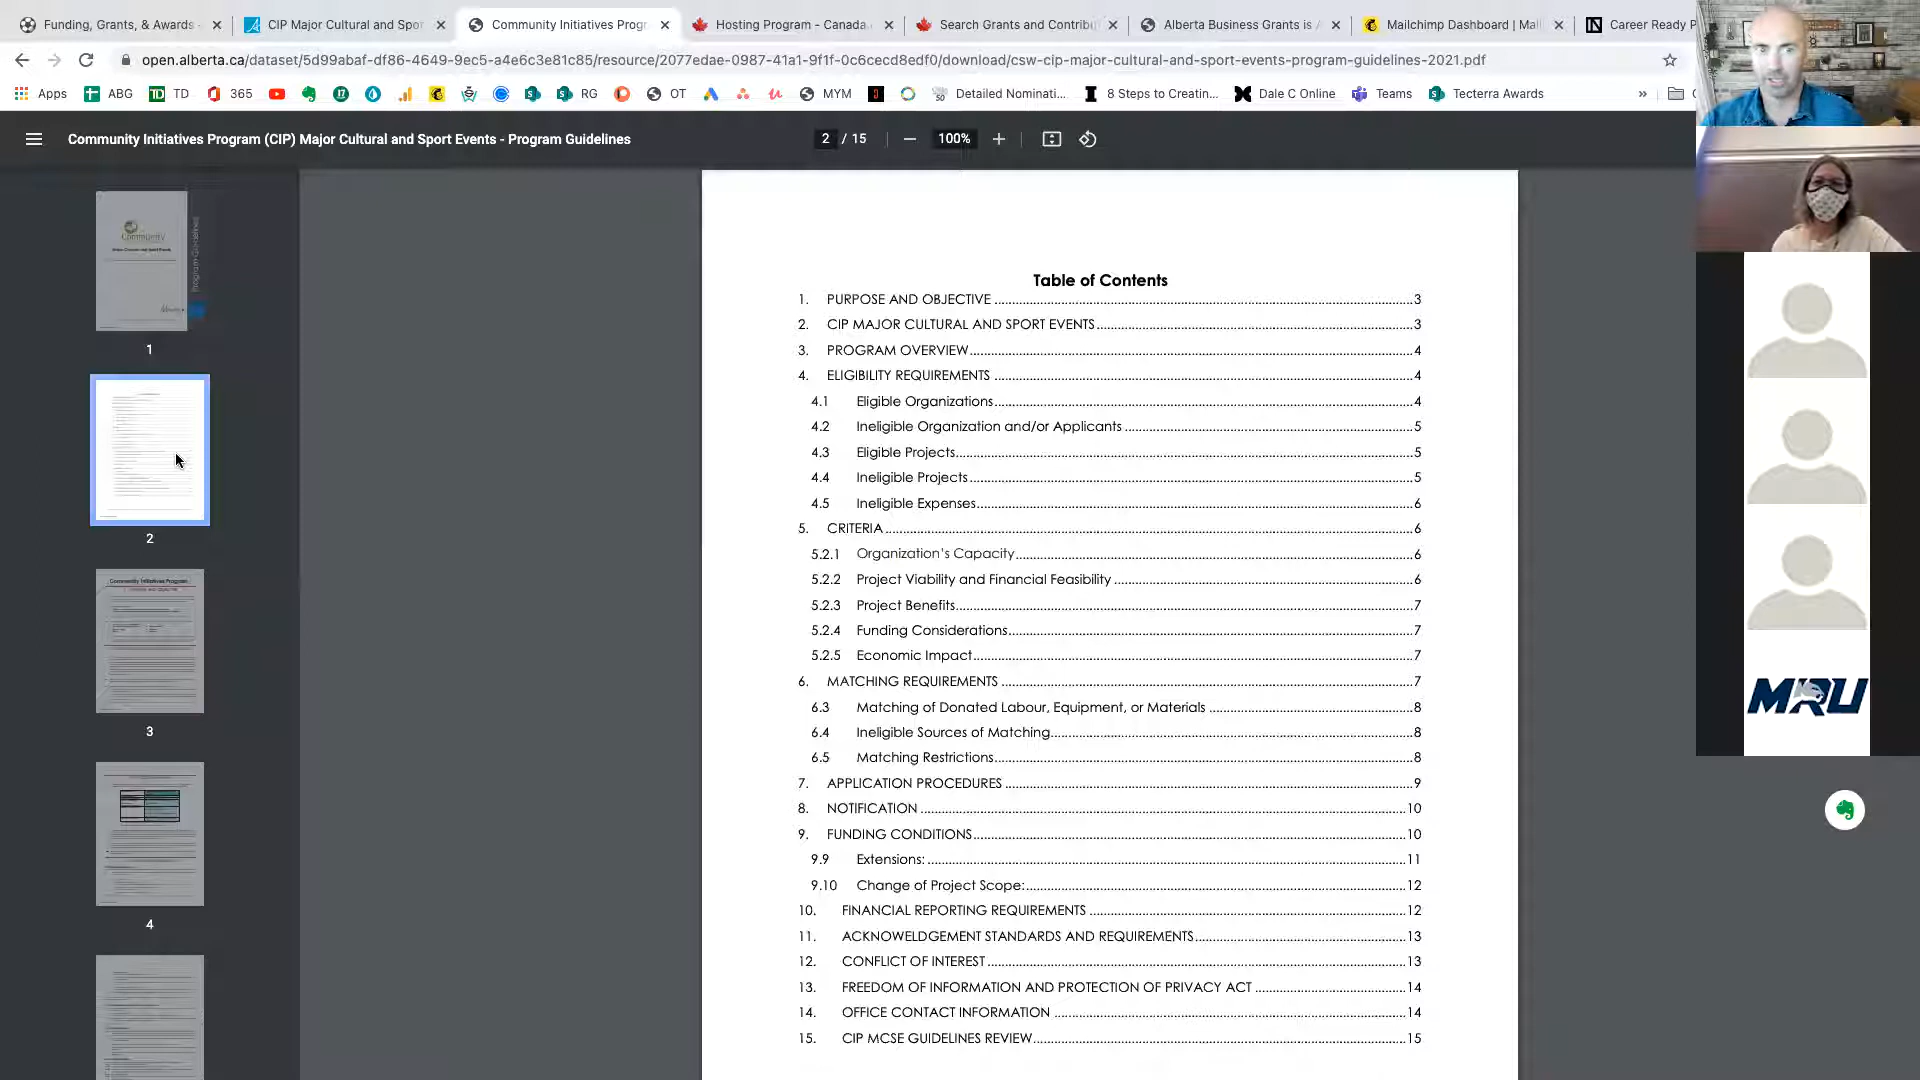 Funding, Grants, & Awards -
CIP Major Cultural and Spor
Community Initiatives Progr
Hosting Program - Canada.
Search Grants and Contribut
Alberta Business Grants is A
Mailchimp Dashboard | Mail
Career Ready P
open.alberta.ca/dataset/5d99abaf-df86-4649-9ec5-a4e6c3e81c85/resource/2077edae-0987-41a1-9f1f-0c6cecd8edf0/download/csw-cip-major-cultural-and-sport-events-program-guidelines-2021.pdf
Apps ABG TD 365 RG OT MYM Detailed Nominati... 8 Steps to Creatin... Dale C Online Teams Tecterra Awards »
Community Initiatives Program (CIP) Major Cultural and Sport Events - Program Guidelines
2 / 15
100%
Community
Program Guidelines
1
2
Community Initiatives Program
3
4
Table of Contents
1. PURPOSE AND OBJECTIVE 3
2. CIP MAJOR CULTURAL AND SPORT EVENTS 3
3. PROGRAM OVERVIEW 4
4. ELIGIBILITY REQUIREMENTS 4
4.1 Eligible Organizations 4
4.2 Ineligible Organization and/or Applicants 5
4.3 Eligible Projects 5
4.4 Ineligible Projects 5
4.5 Ineligible Expenses 6
5. CRITERIA 6
5.2.1 Organization's Capacity 6
5.2.2 Project Viability and Financial Feasibility 6
5.2.3 Project Benefits 7
5.2.4 Funding Considerations 7
5.2.5 Economic Impact 7
6. MATCHING REQUIREMENTS 7
6.3 Matching of Donated Labour, Equipment, or Materials 8
6.4 Ineligible Sources of Matching 8
6.5 Matching Restrictions 8
7. APPLICATION PROCEDURES 9
8. NOTIFICATION 10
9. FUNDING CONDITIONS 10
9.9 Extensions: 11
9.10 Change of Project Scope: 12
10. FINANCIAL REPORTING REQUIREMENTS 12
11. ACKNOWELDGEMENT STANDARDS AND REQUIREMENTS 13
12. CONFLICT OF INTEREST 13
13. FREEDOM OF INFORMATION AND PROTECTION OF PRIVACY ACT 14
14. OFFICE CONTACT INFORMATION 14
15. CIP MCSE GUIDELINES REVIEW 15
MRU